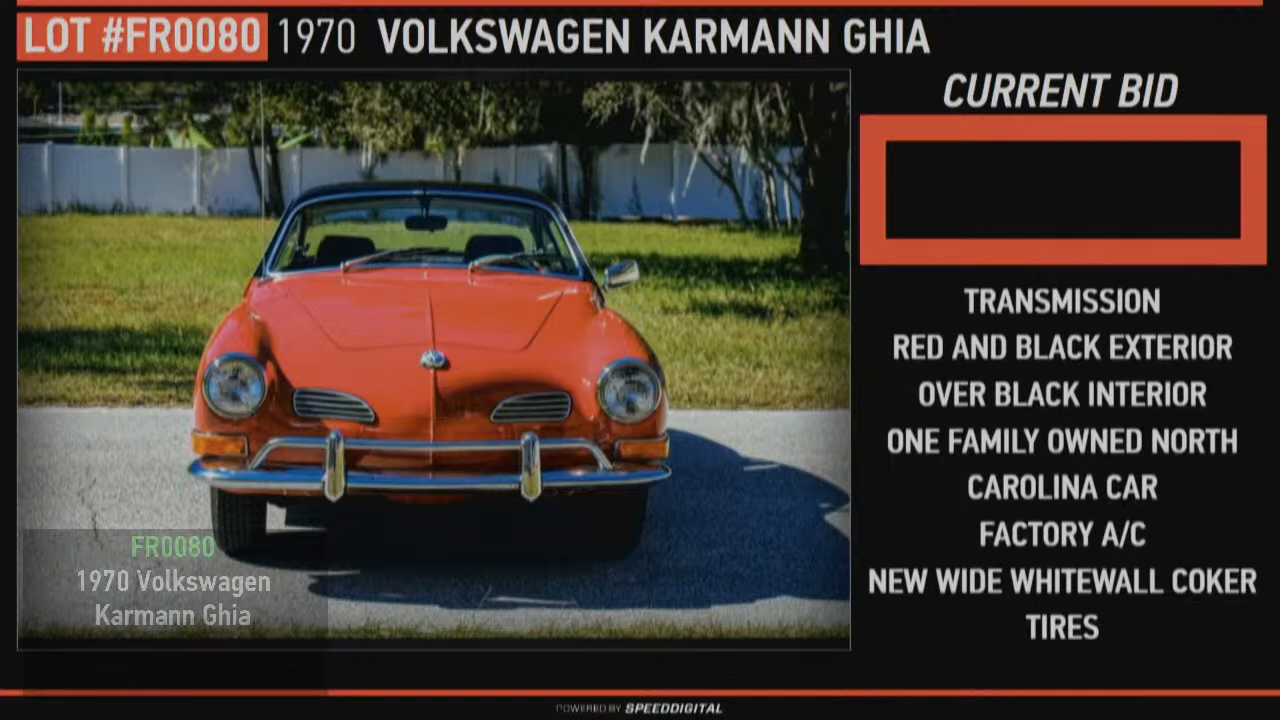 LOT #FR0080 1970 VOLKSWAGEN KARMANN GHIA
CURRENT BID
TRANSMISSION
RED AND BLACK EXTERIOR
OVER BLACK INTERIOR
ONE FAMILY OWNED NORTH
CAROLINA CAR
FACTORY A/C
NEW WIDE WHITEWALL COKER
TIRES
FR0080
1970 Volkswagen
Karmann Ghia
POWERED BY SPEEDDIGITAL